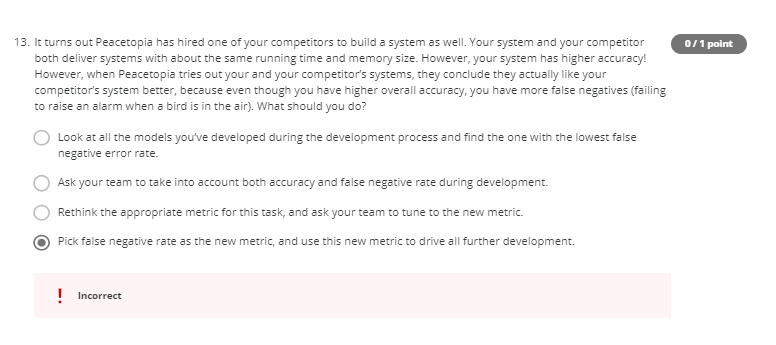 13. It turns out Peacetopia has hired one of your competitors to build a system as well. Your system and your competitor
0 / 1 point
both deliver systems with about the same running time and memory size. However, your system has higher accuracy!
However, when Peacetopia tries out your and your competitor's systems, they conclude they actually like your
competitor's system better, because even though you have higher overall accuracy, you have more false negatives (failing
to raise an alarm when a bird is in the air). What should you do?
Look at all the models you've developed during the development process and find the one with the lowest false
negative error rate.
Ask your team to take into account both accuracy and false negative rate during development.
Rethink the appropriate metric for this task, and ask your team to tune to the new metric.
Pick false negative rate as the new metric, and use this new metric to drive all further development.
! Incorrect